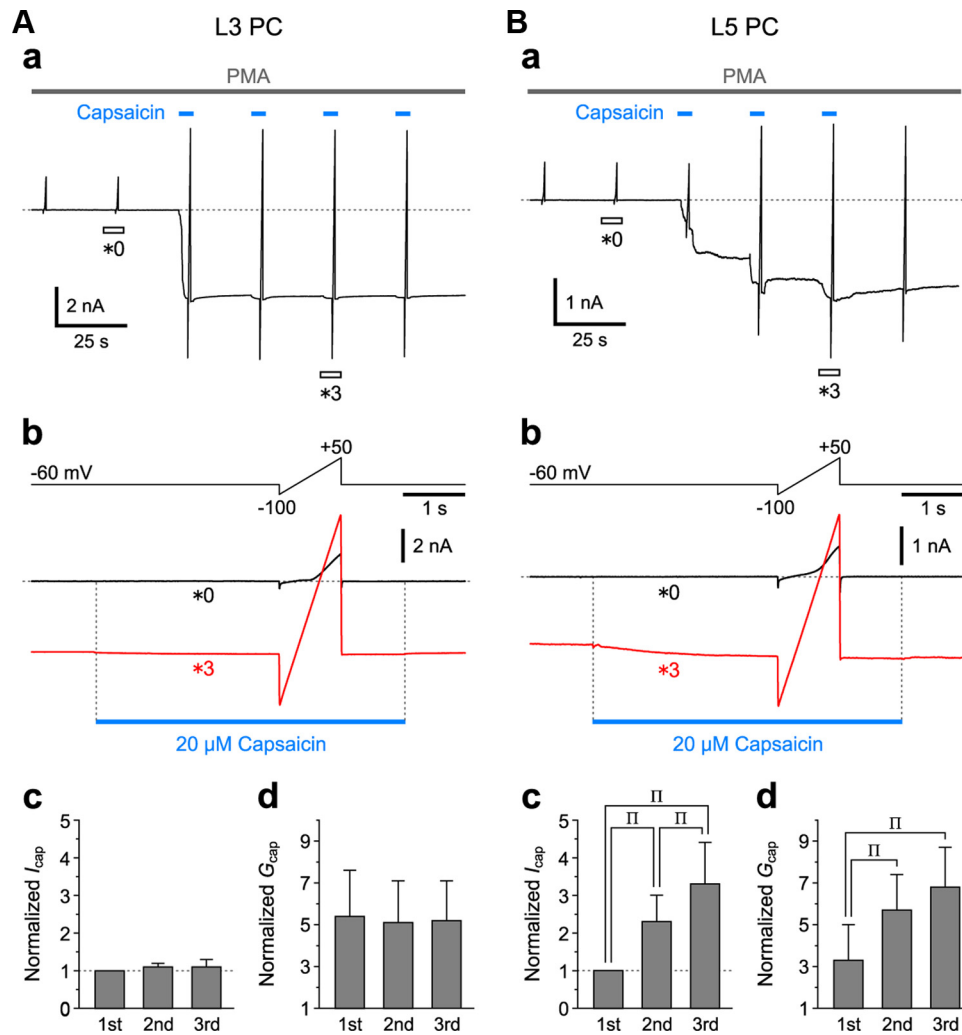 A
L3 PC
a
PMA
Capsaicin
*0
2 nA
25 s
*3
b
+50
-60 mV
-100
1 s
2 nA
*0
*3
20 µM Capsaicin
c
Normalized Icap
5
4
3
2
1
0
1st 2nd 3rd
d
Normalized Gcap
9
7
5
3
1
1st 2nd 3rd
B
L5 PC
a
PMA
Capsaicin
*0
1 nA
25 s
*3
b
+50
-60 mV
-100
1 s
1 nA
*0
*3
20 µM Capsaicin
c
Π
Π Π
Normalized Icap
5
4
3
2
1
0
1st 2nd 3rd
d
Π
Π
Normalized Gcap
9
7
5
3
1
1st 2nd 3rd